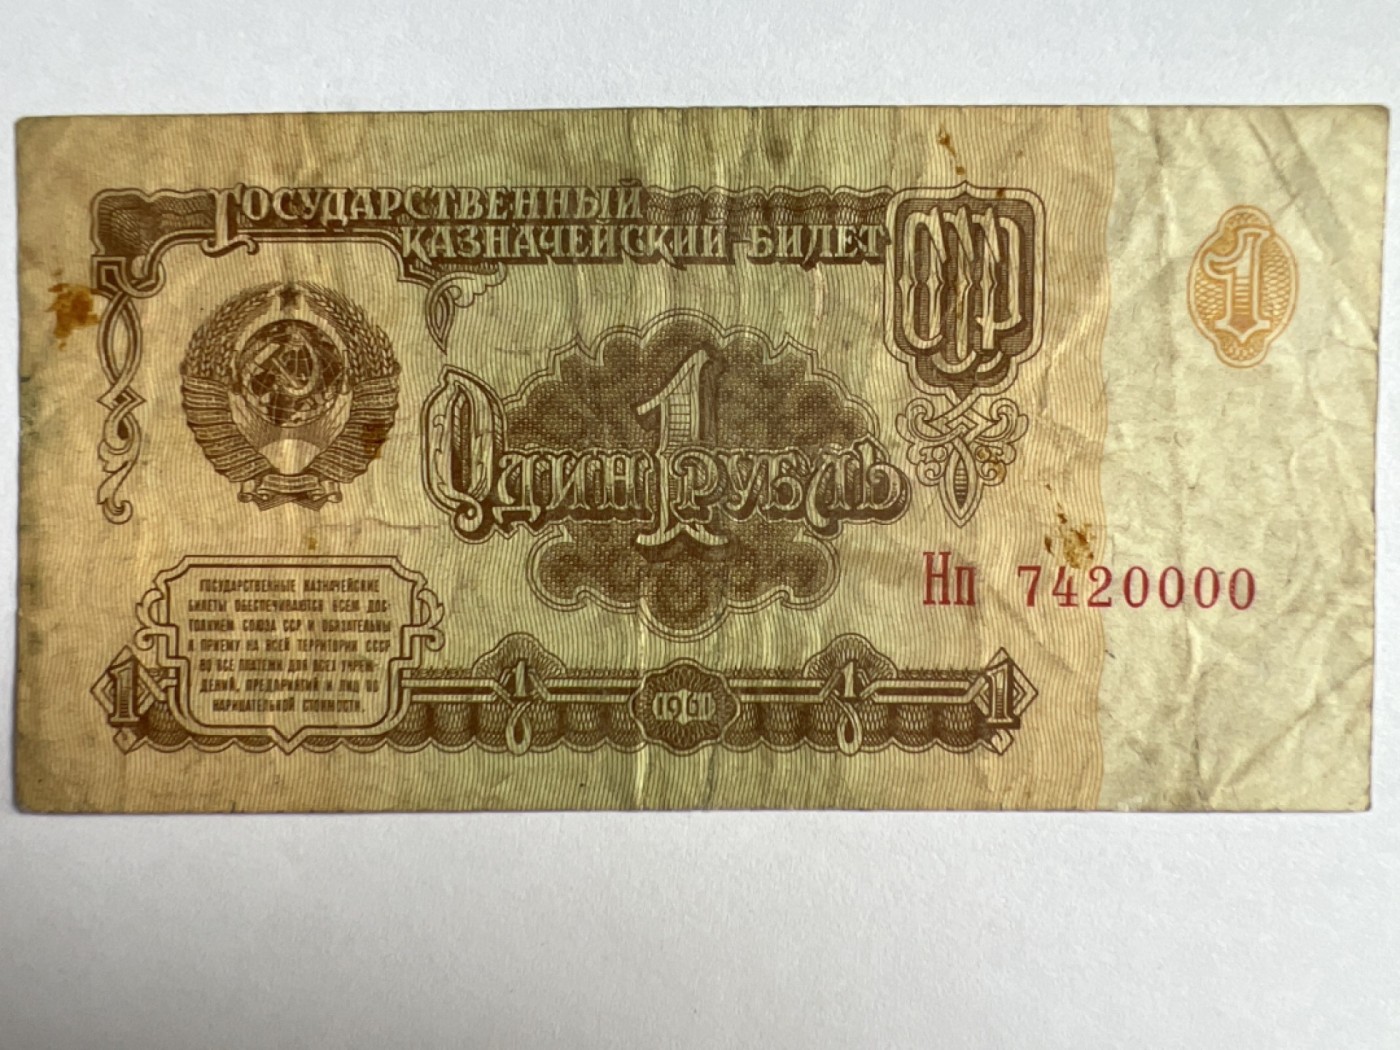 ГОСУДАРСТВЕННЫЙ
КАЗНАЧЕЙСКИЙ БИЛЕТ
СССР
1
1
ОДИН РУБЛЬ
Нп 7420000
ГОСУДАРСТВЕННЫЕ КАЗНАЧЕЙСКИЕ
БИЛЕТЫ ОБЕСПЕЧИВАЮТСЯ ВСЕМ ДОС-
ТОЯНИЕМ СОЮЗА ССР И ОБЯЗАТЕЛЬНЫ
К ПРИЕМУ НА ВСЕЙ ТЕРРИТОРИИ СССР
ВО ВСЕ ПЛАТЕЖИ ДЛЯ ВСЕХ УЧРЕЖ-
ДЕНИЙ, ПРЕДПРИЯТИЙ И ЛИЦ ПО
НАРИЦАТЕЛЬНОЙ СТОИМОСТИ.
1 1 1961 1 1